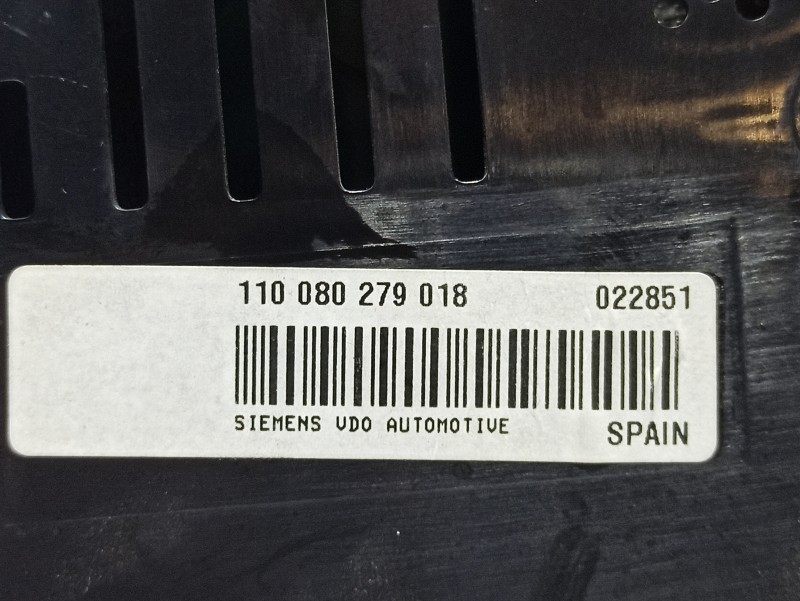 110 080 279 018 022851
SIEMENS VDO AUTOMOTIVE SPAIN